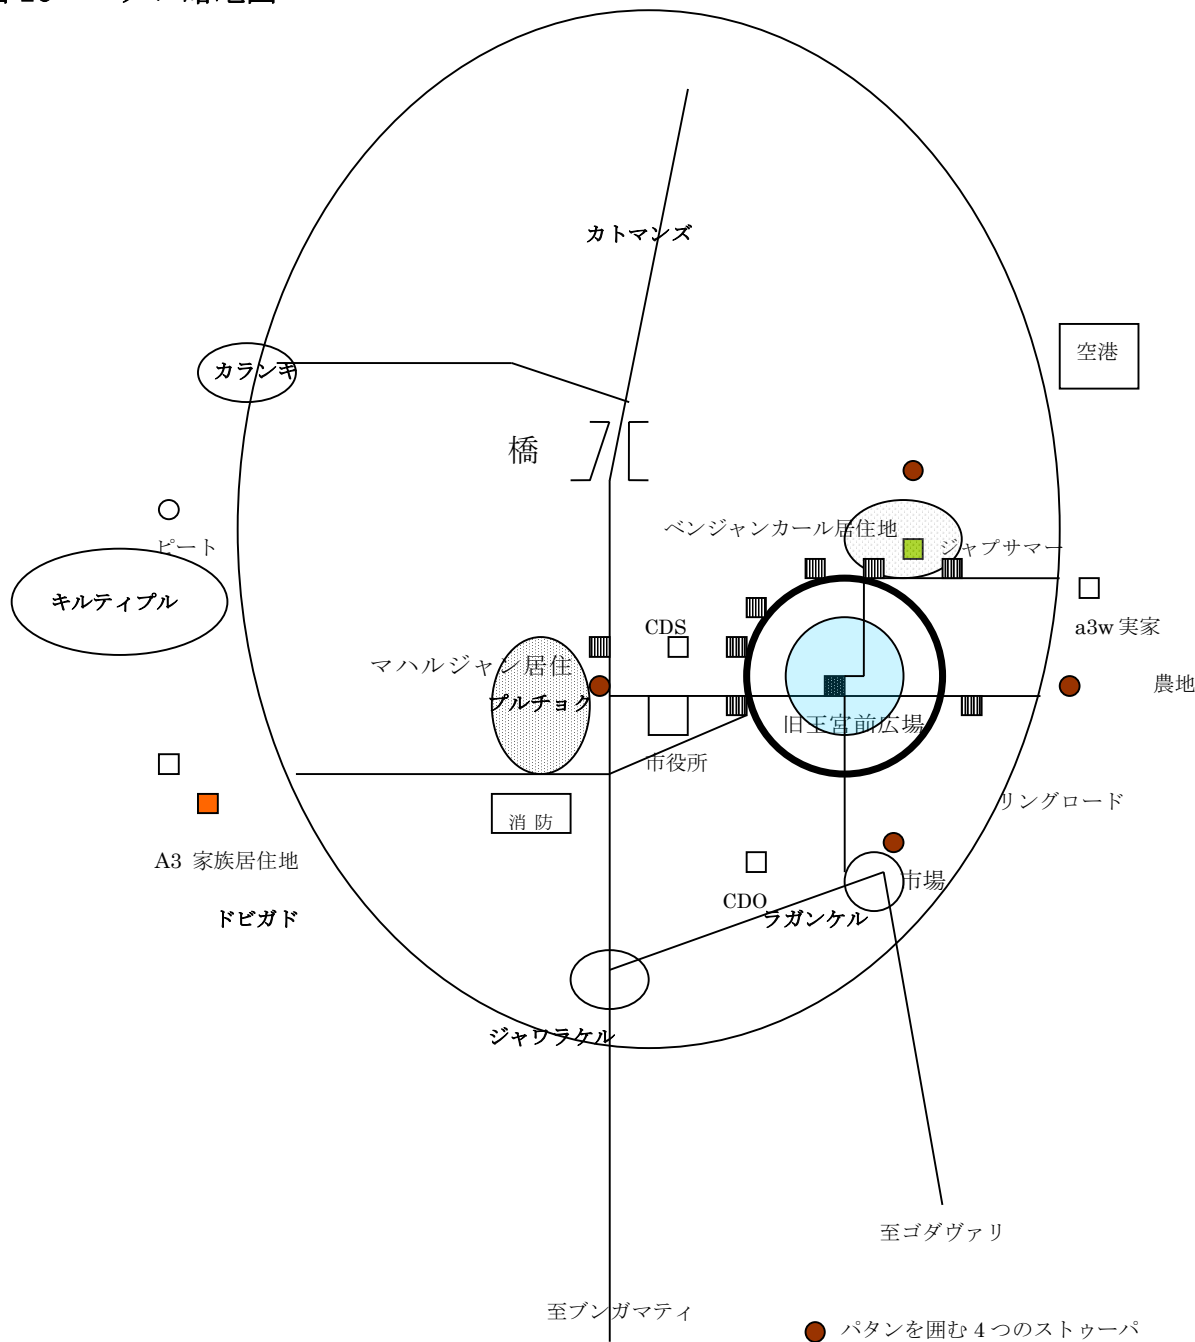 カトマンズ
空港
カランキ
橋
ベンジャンカール居住地
ジャプサマー
ピート
キルティプル
CDS
a3w 実家
マハルジャン居住
農地
プルチョク
旧王宮前広場
市役所
リングロード
消 防
A3 家族居住地
市場
CDO
ラガンケル
ドビガド
ジャワラケル
至ゴダヴァリ
至ブンガマティ
パタンを囲む 4 つのストゥーパ